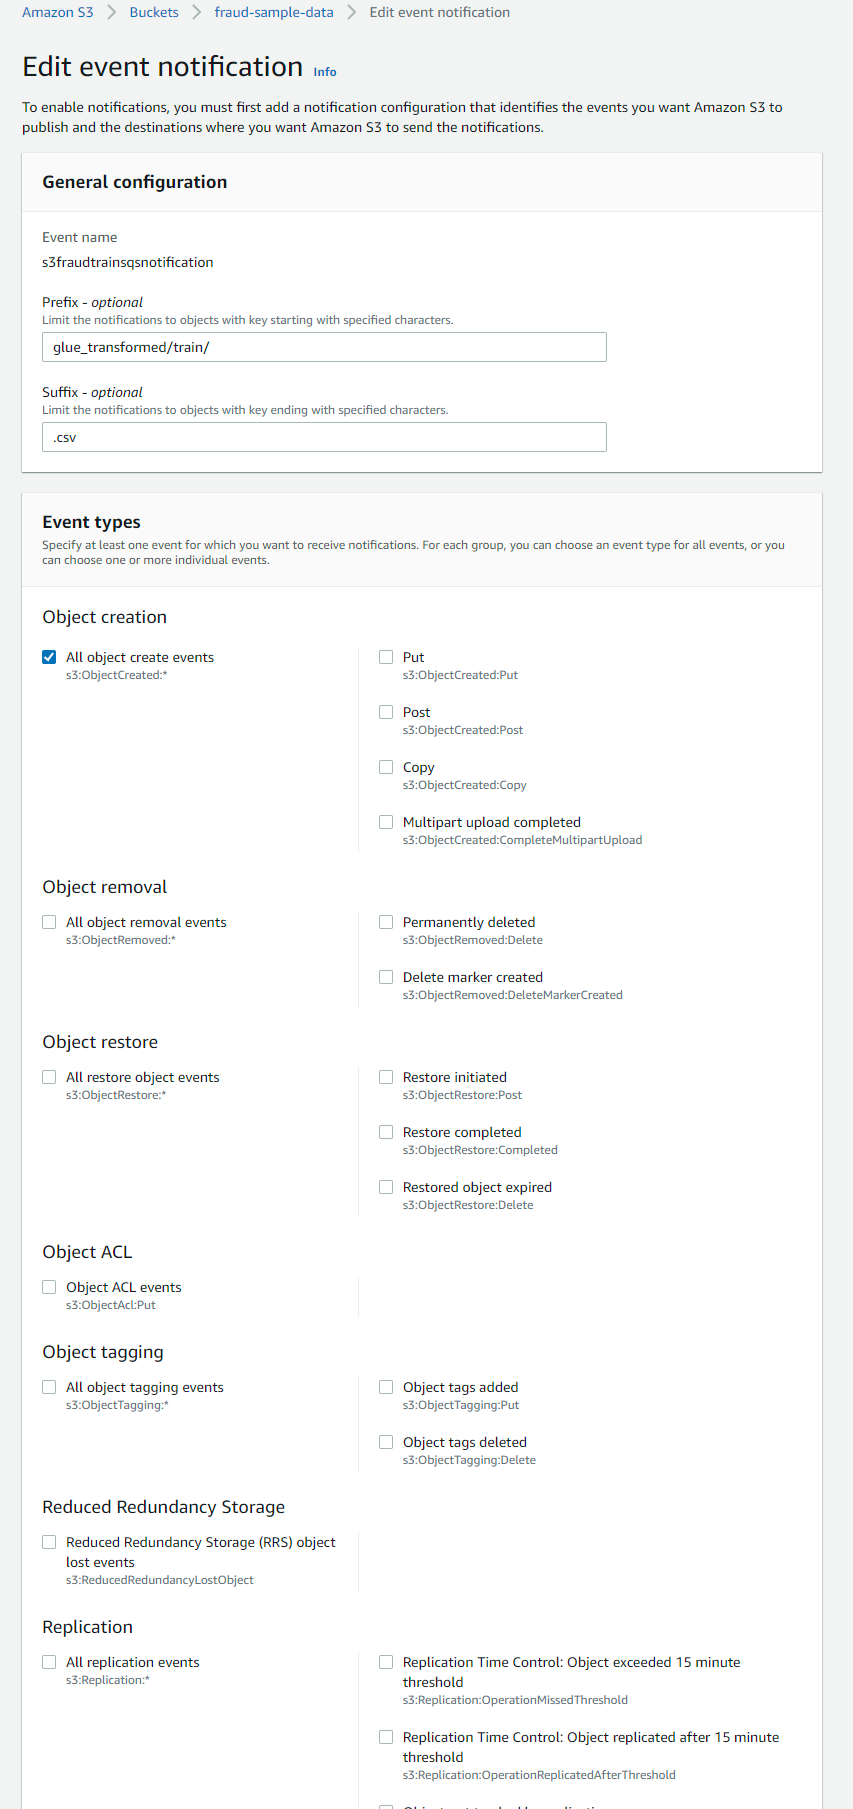 Amazon S3 > Buckets > fraud-sample-data > Edit event notification
Edit event notification Info
To enable notifications, you must first add a notification configuration that identifies the events you want Amazon S3 to
publish and the destinations where you want Amazon S3 to send the notifications.
General configuration
Event name
s3fraudtrainsqsnotification
Prefix - optional
Limit the notifications to objects with key starting with specified characters.
glue_transformed/train/
Suffix - optional
Limit the notifications to objects with key ending with specified characters.
.csv
Event types
Specify at least one event for which you want to receive notifications. For each group, you can choose an event type for all events, or you
can choose one or more individual events.
Object creation
All object create events
s3:ObjectCreated:*
Put
s3:ObjectCreated:Put
Post
s3:ObjectCreated:Post
Copy
s3:ObjectCreated:Copy
Multipart upload completed
s3:ObjectCreated:CompleteMultipartUpload
Object removal
All object removal events
s3:ObjectRemoved:*
Permanently deleted
s3:ObjectRemoved:Delete
Delete marker created
s3:ObjectRemoved:DeleteMarkerCreated
Object restore
All restore object events
s3:ObjectRestore:*
Restore initiated
s3:ObjectRestore:Post
Restore completed
s3:ObjectRestore:Completed
Restored object expired
s3:ObjectRestore:Delete
Object ACL
Object ACL events
s3:ObjectAcl:Put
Object tagging
All object tagging events
s3:ObjectTagging:*
Object tags added
s3:ObjectTagging:Put
Object tags deleted
s3:ObjectTagging:Delete
Reduced Redundancy Storage
Reduced Redundancy Storage (RRS) object
lost events
s3:ReducedRedundancyLostObject
Replication
All replication events
s3:Replication:*
Replication Time Control: Object exceeded 15 minute
threshold
s3:Replication:OperationMissedThreshold
Replication Time Control: Object replicated after 15 minute
threshold
s3:Replication:OperationReplicatedAfterThreshold